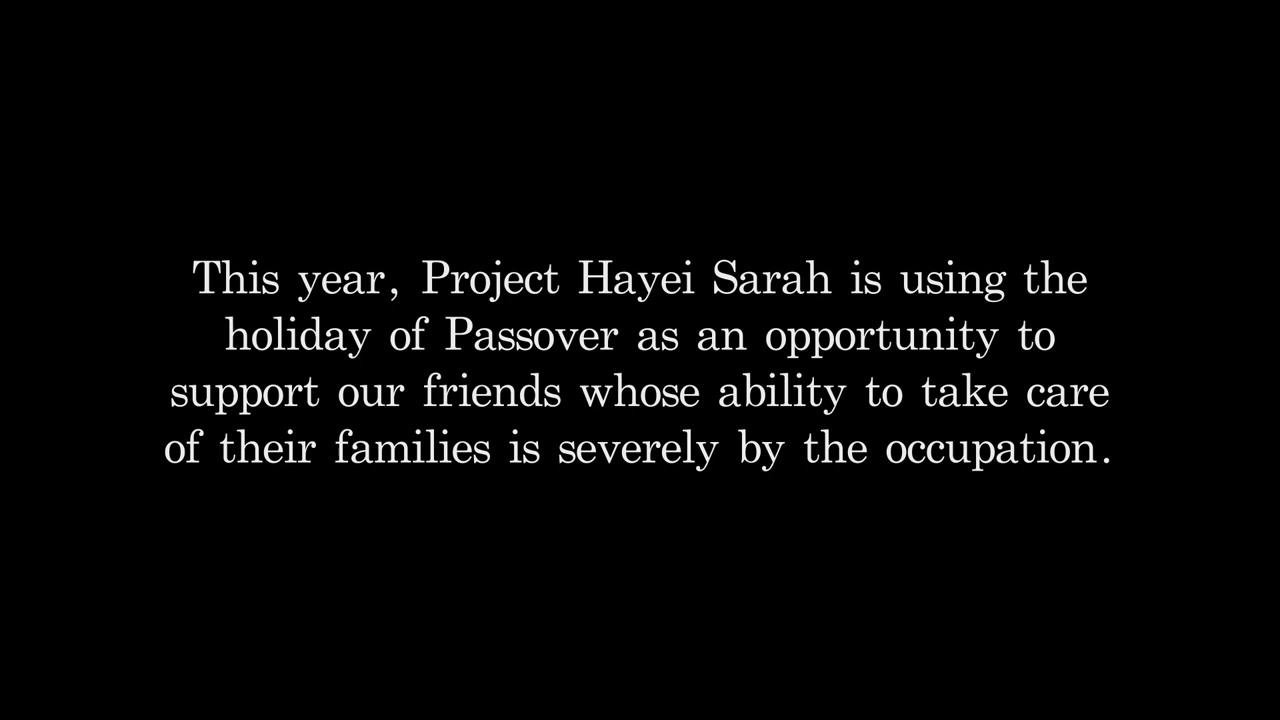 This year, Project Hayei Sarah is using the
holiday of Passover as an opportunity to
support our friends whose ability to take care
of their families is severely by the occupation.